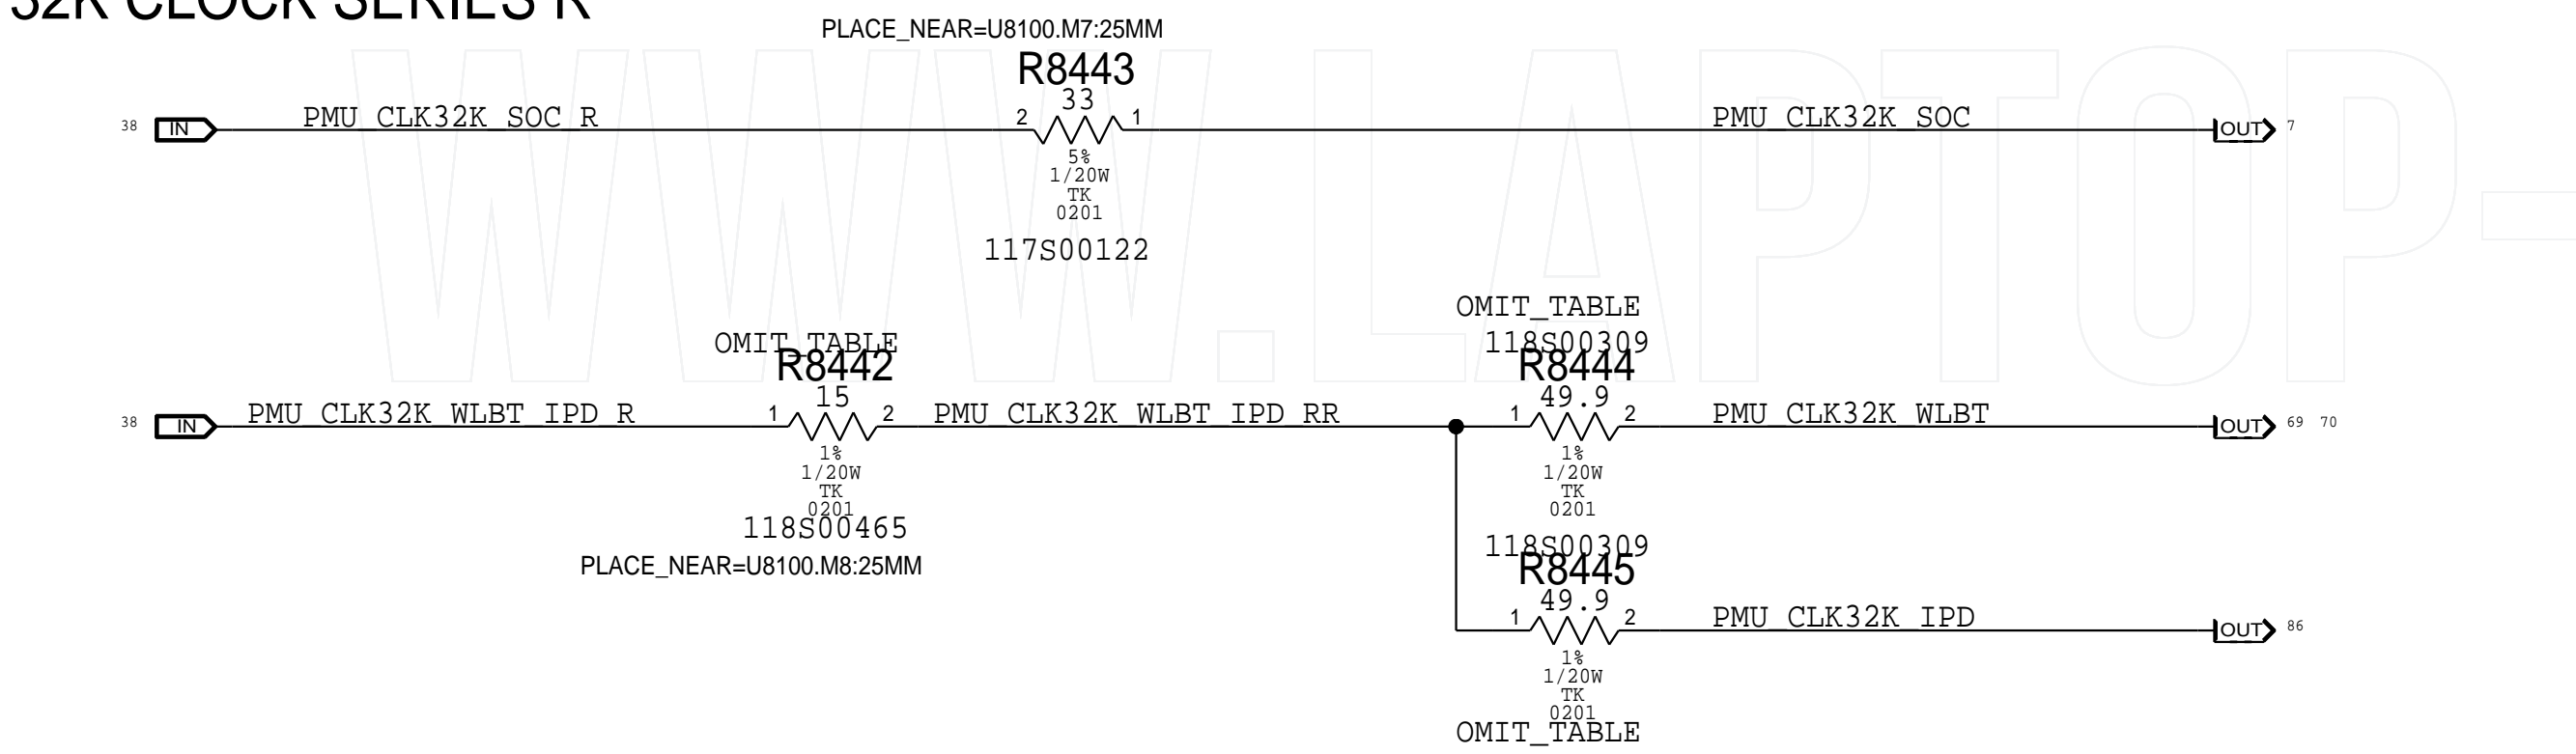 32K CLOCK SERIES R
PLACE_NEAR=U8100.M7:25MM
R8443
33
38 IN PMU_CLK32K_SOC_R 2 1 PMU_CLK32K_SOC OUT 7
5%
1/20W
TK
0201
117S00122
OMIT_TABLE
118S00309
OMIT_TABLE
R8442
R8444
15
49.9
38 IN PMU_CLK32K_WLBT_IPD_R 1 2 PMU_CLK32K_WLBT_IPD_RR 1 2 PMU_CLK32K_WLBT OUT 69 70
1%
1/20W
TK
0201
118S00465
PLACE_NEAR=U8100.M8:25MM
1%
1/20W
TK
0201
118S00309
R8445
49.9
1 2 PMU_CLK32K_IPD OUT 86
1%
1/20W
TK
0201
OMIT_TABLE
WWW.LAPTOP-